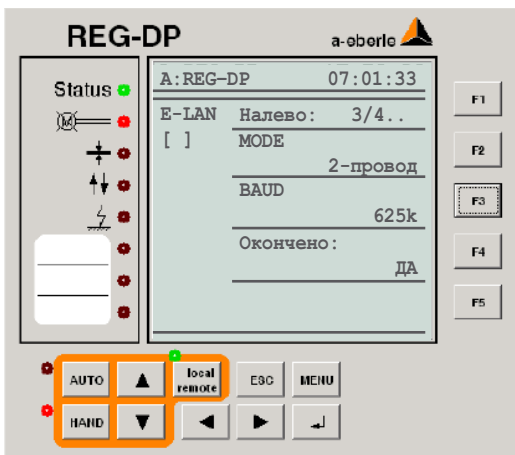 REG-DP
a-eberle
Status
A:REG-DP 07:01:33
E-LAN Налево: 3/4..
[ ] MODE
2-провод
BAUD
625k
Окончено:
ДА
F1
F2
F3
F4
F5
M
AUTO
local
remote
ESC
MENU
HAND